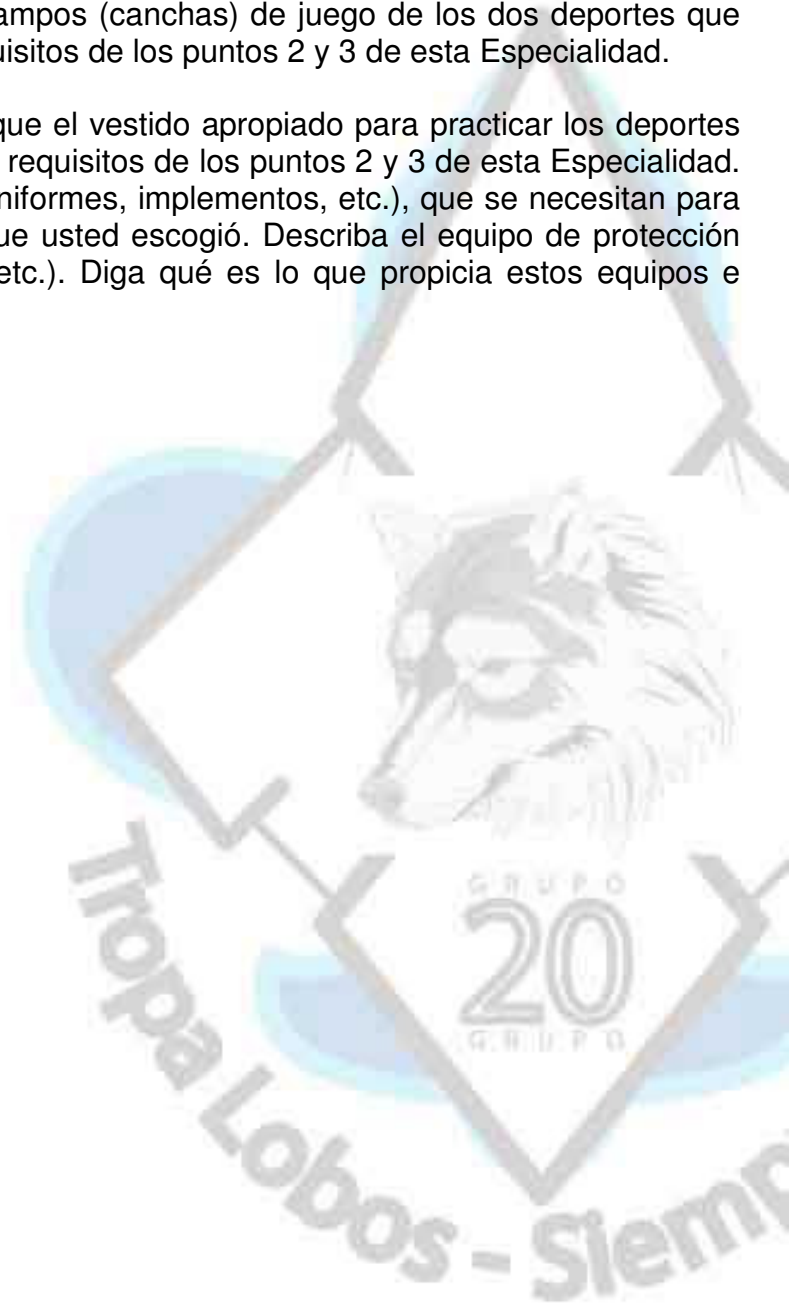 ampos (canchas) de juego de los dos deportes que
uisitos de los puntos 2 y 3 de esta Especialidad.
que el vestido apropiado para practicar los deportes
requisitos de los puntos 2 y 3 de esta Especialidad.
niformes, implementos, etc.), que se necesitan para
ue usted escogió. Describa el equipo de protección
etc.). Diga qué es lo que propicia estos equipos e
GRUPO
20
GRUPO
Tropa Lobos - Siemp